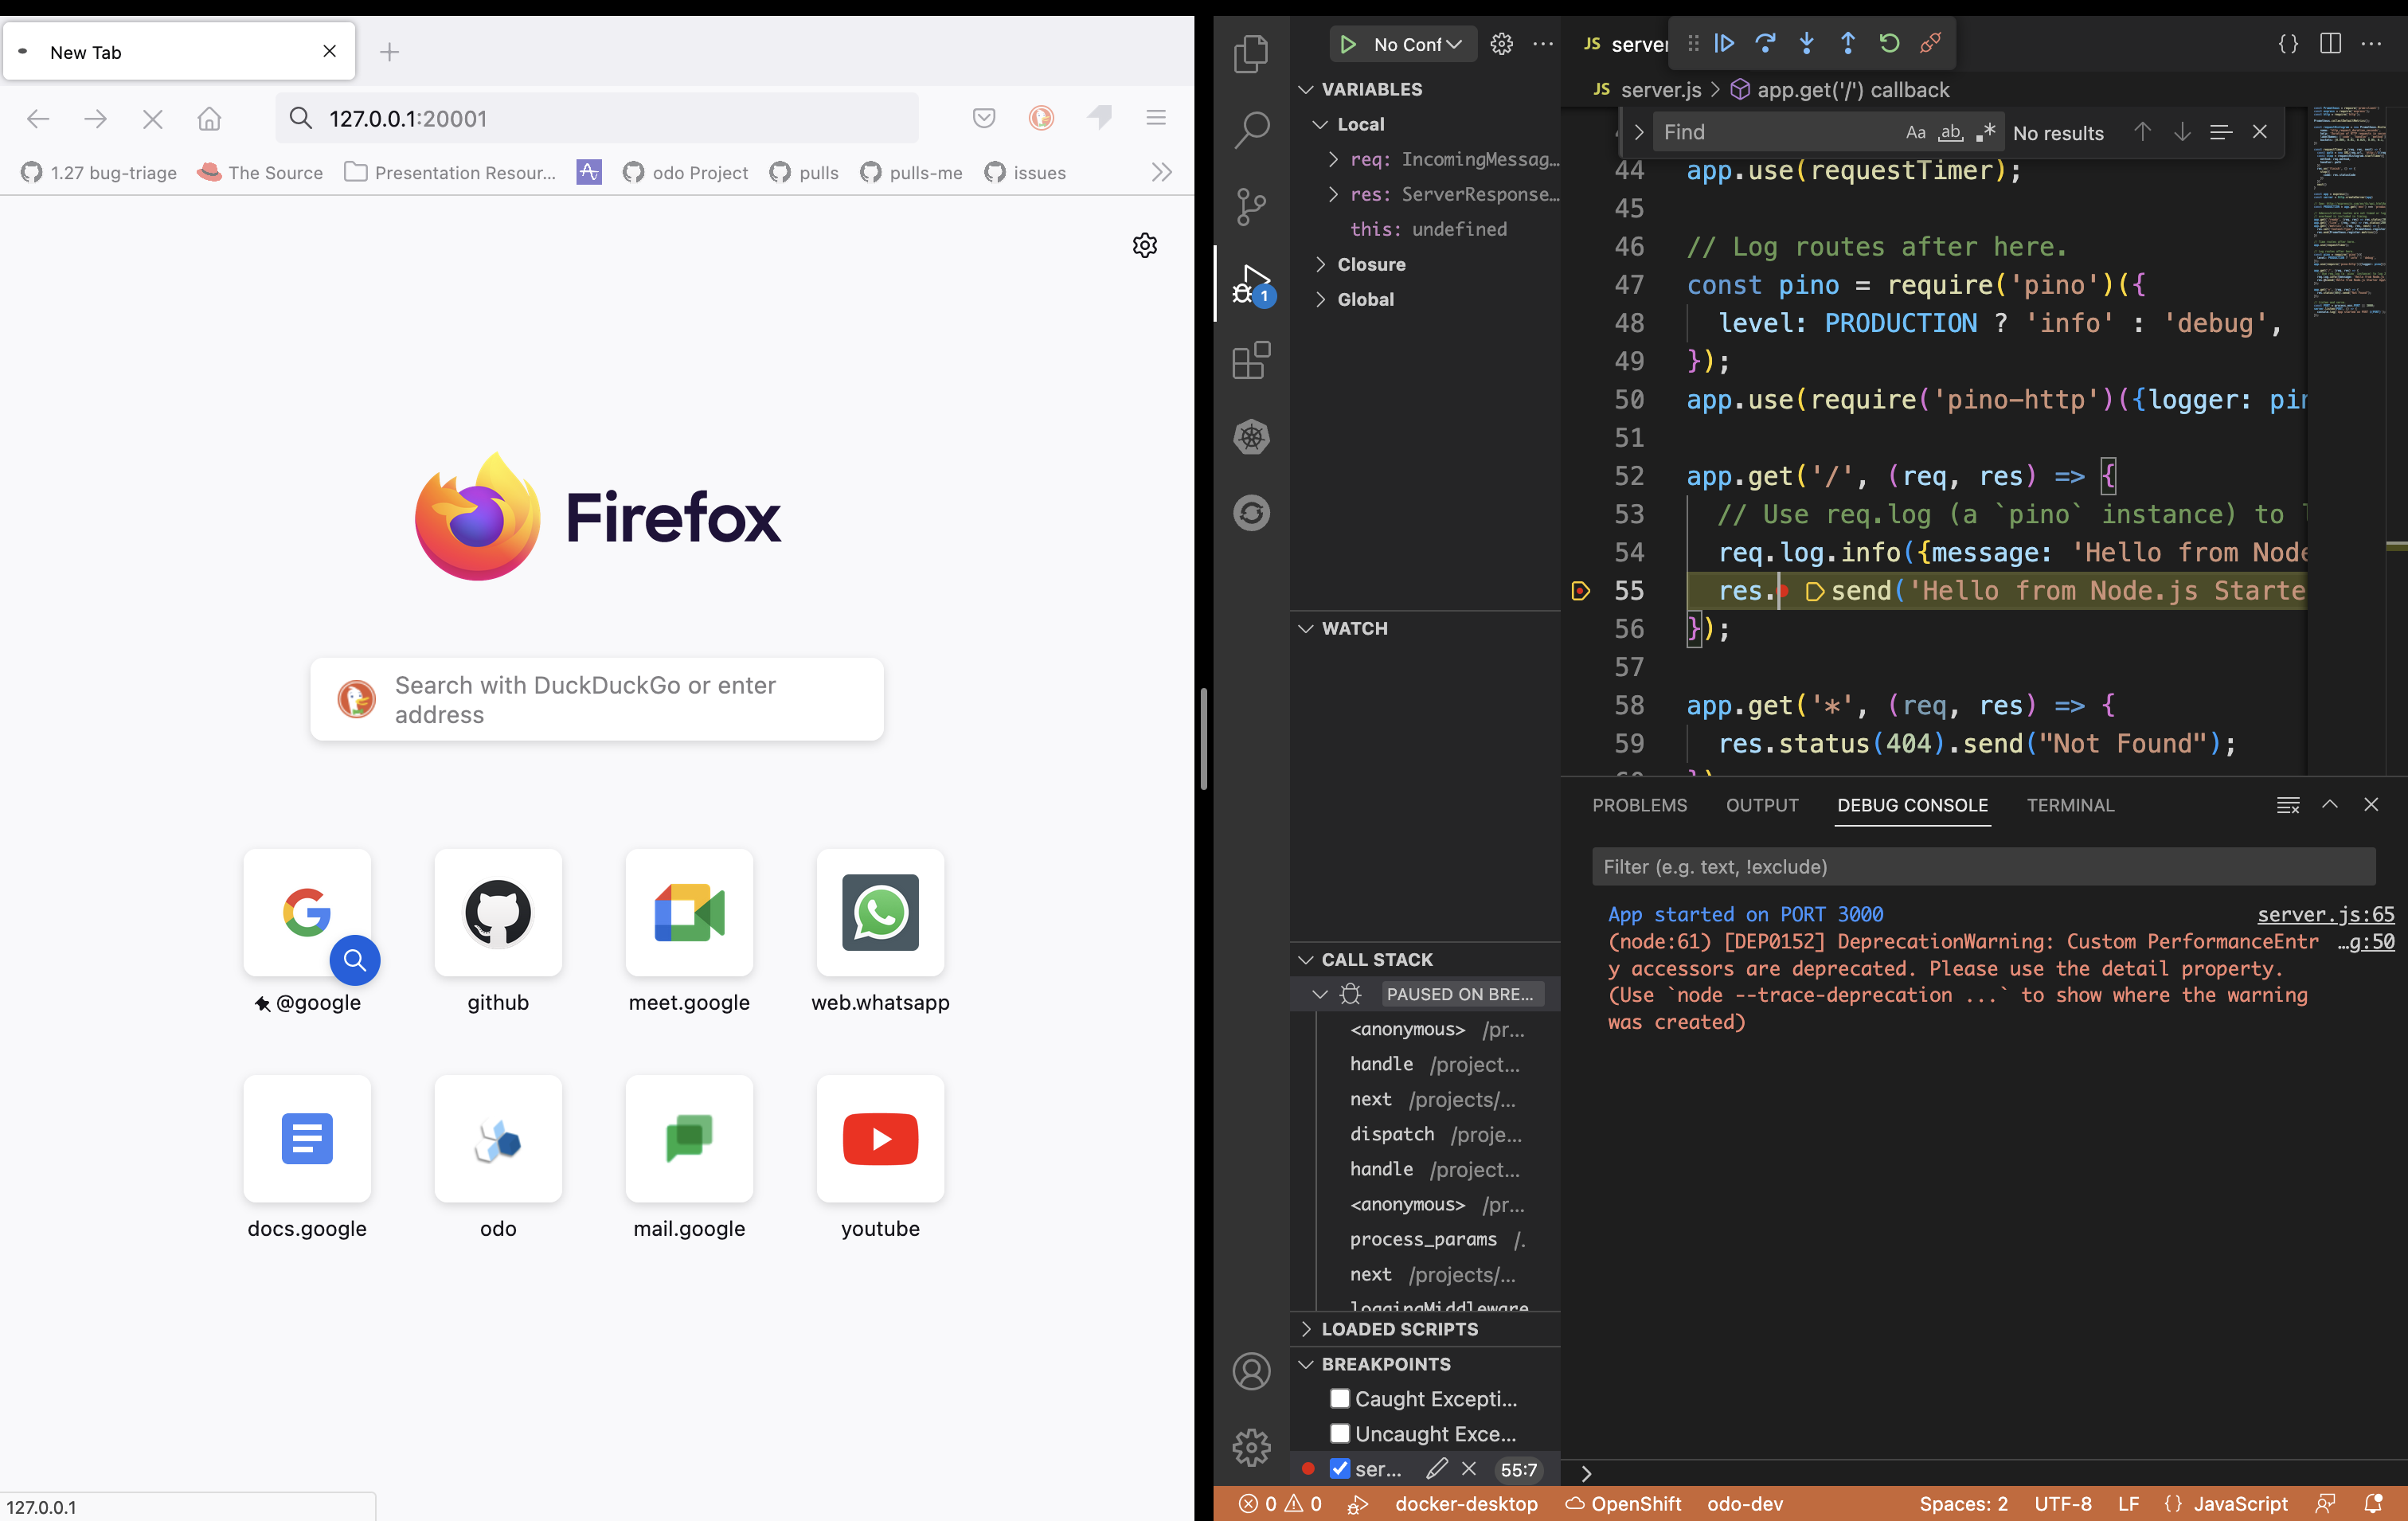 New Tab
127.0.0.1:20001
1.27 bug-triage
The Source
Presentation Resour...
odo Project
pulls
pulls-me
issues
Firefox
Search with DuckDuckGo or enter
address
@google
github
meet.google
web.whatsapp
docs.google
odo
mail.google
youtube
127.0.0.1
No Conf
VARIABLES
Local
req: IncomingMessag...
res: ServerResponse...
this: undefined
Closure
Global
1
WATCH
CALL STACK
PAUSED ON BRE...
<anonymous> /pr...
handle /project...
next /projects/...
dispatch /proje...
handle /project...
<anonymous> /pr...
process_params /.
next /projects/...
loggingMiddleware
LOADED SCRIPTS
BREAKPOINTS
Caught Excepti...
Uncaught Exce...
ser... 55:7
JS server
JS server.js > app.get('/') callback
Find
Aa ab .* No results
44 app.use(requestTimer);
45
46 // Log routes after here.
47 const pino = require('pino')({
48 level: PRODUCTION ? 'info' : 'debug',
49 });
50 app.use(require('pino-http')({logger: pin
51
52 app.get('/', (req, res) => {
53 // Use req.log (a `pino` instance) to l
54 req.log.info({message: 'Hello from Node
55 res.send('Hello from Node.js Starte
56 });
57
58 app.get('*', (req, res) => {
59 res.status(404).send("Not Found");
PROBLEMS OUTPUT DEBUG CONSOLE TERMINAL
Filter (e.g. text, !exclude)
App started on PORT 3000 server.js:65
(node:61) [DEP0152] DeprecationWarning: Custom PerformanceEntr …g:50
y accessors are deprecated. Please use the detail property.
(Use `node --trace-deprecation ...` to show where the warning
was created)
0 0 docker-desktop OpenShift odo-dev Spaces: 2 UTF-8 LF {} JavaScript